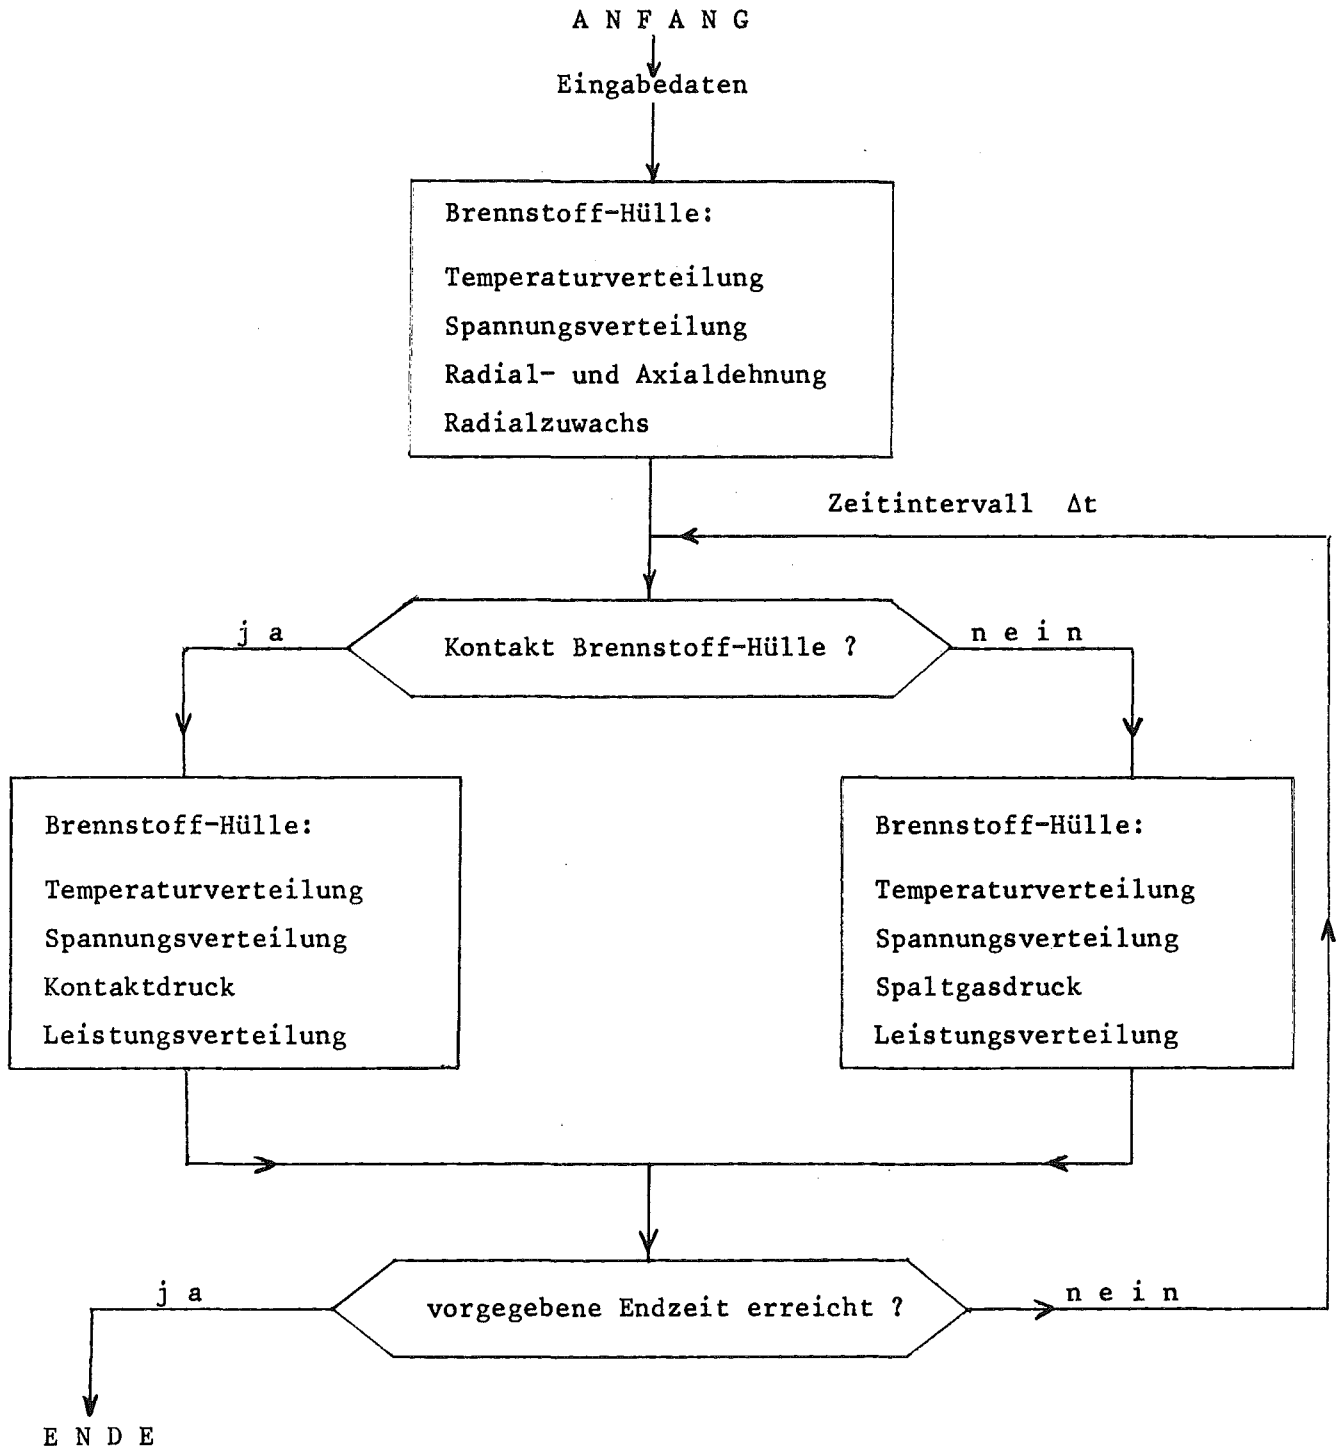 A N F A N G
Eingabedaten
Brennstoff-Hülle:
Temperaturverteilung
Spannungsverteilung
Radial- und Axialdehnung
Radialzuwachs
Zeitintervall Δt
j a
Kontakt Brennstoff-Hülle ?
n e i n
Brennstoff-Hülle:
Temperaturverteilung
Spannungsverteilung
Kontaktdruck
Leistungsverteilung
Brennstoff-Hülle:
Temperaturverteilung
Spannungsverteilung
Spaltgasdruck
Leistungsverteilung
j a
vorgegebene Endzeit erreicht ?
n e i n
E N D E